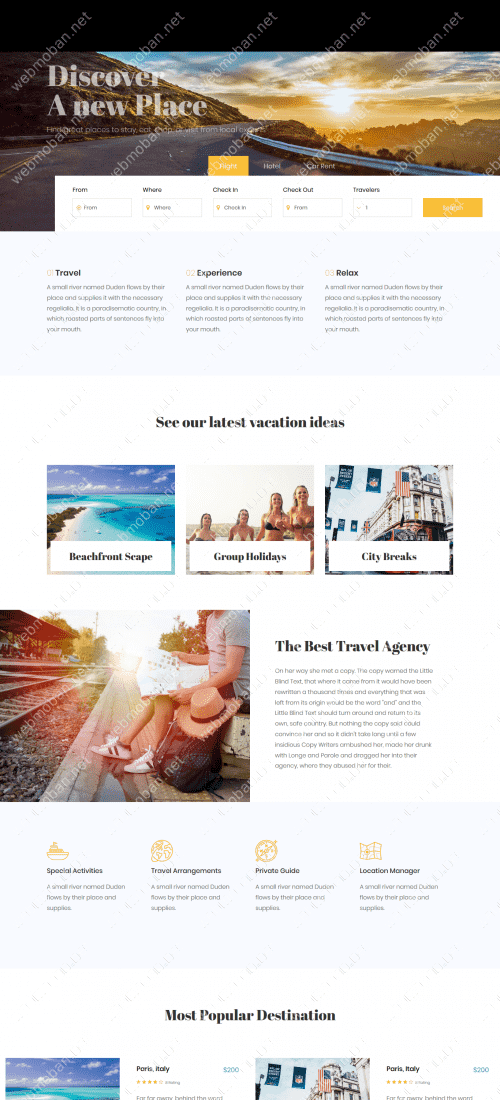 Discover
A new Place
Find great places to stay, eat, shop, or visit from local experts
Flight Hotel Car Rent
From Where Check In Check Out Travelers
From Where Check In From 1
Search
01 Travel
A small river named Duden flows by their
place and supplies it with the necessary
regelialia. It is a paradisematic country, in
which roasted parts of sentences fly into
your mouth.
02 Experience
A small river named Duden flows by their
place and supplies it with the necessary
regelialia. It is a paradisematic country, in
which roasted parts of sentences fly into
your mouth.
03 Relax
A small river named Duden flows by their
place and supplies it with the necessary
regelialia. It is a paradisematic country, in
which roasted parts of sentences fly into
your mouth.
See our latest vacation ideas
Beachfront Scape
Group Holidays
City Breaks
The Best Travel Agency
On her way she met a copy. The copy warned the Little
Blind Text, that where it came from it would have been
rewritten a thousand times and everything that was
left from its origin would be the word "and" and the
Little Blind Text should turn around and return to its
own, safe country. But nothing the copy said could
convince her and so it didn't take long until a few
insidious Copy Writers ambushed her, made her drunk
with Longe and Parole and dragged her into their
agency, where they abused her for their.
Special Activities
A small river named Duden
flows by their place and
supplies.
Travel Arrangements
A small river named Duden
flows by their place and
supplies.
Private Guide
A small river named Duden
flows by their place and
supplies.
Location Manager
A small river named Duden
flows by their place and
supplies.
Most Popular Destination
Paris, Italy $200
Far far away, behind the word
Paris, Italy $200
Far far away, behind the word
webmoban.net